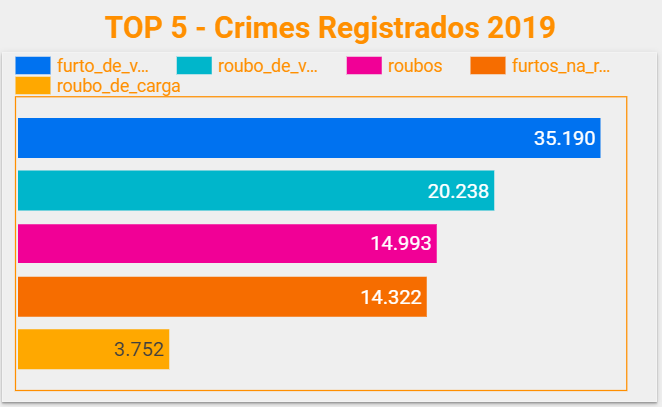 TOP 5 - Crimes Registrados 2019
furto_de_v... roubo_de_v... roubos furtos_na_r...
roubo_de_carga
35.190
20.238
14.993
14.322
3.752